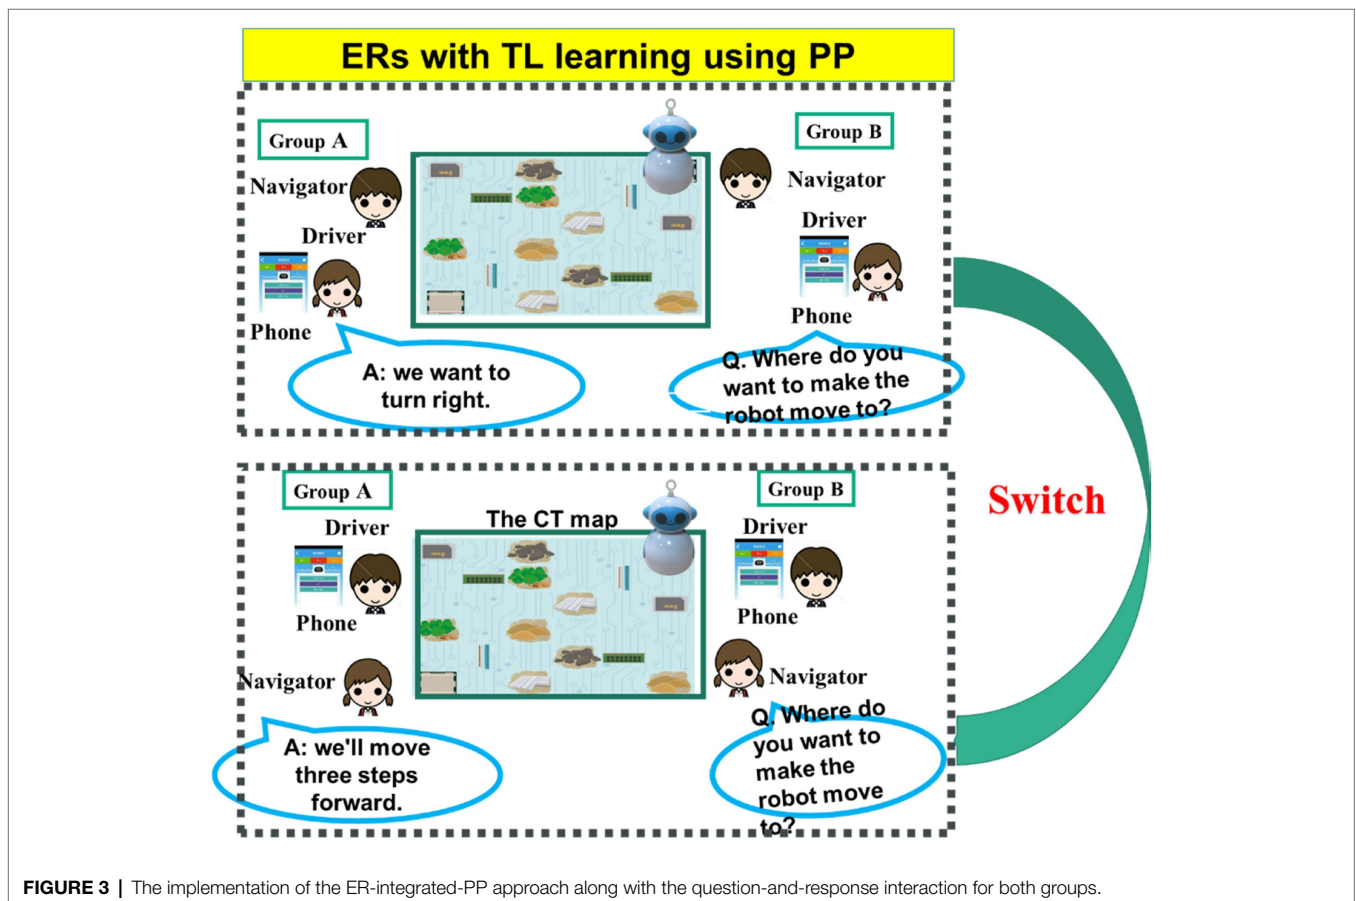 ERs with TL learning using PP
Group A
Group B
Navigator
Navigator
Driver
Driver
Phone
Phone
A: we want to
turn right.
Q. Where do you
want to make the
robot move to?
Switch
Group A
Group B
Driver
The CT map
Driver
Phone
Phone
Navigator
Navigator
A: we'll move
three steps
forward.
Q. Where do
you want to
make the
robot move
to?
FIGURE 3 | The implementation of the ER-integrated-PP approach along with the question-and-response interaction for both groups.